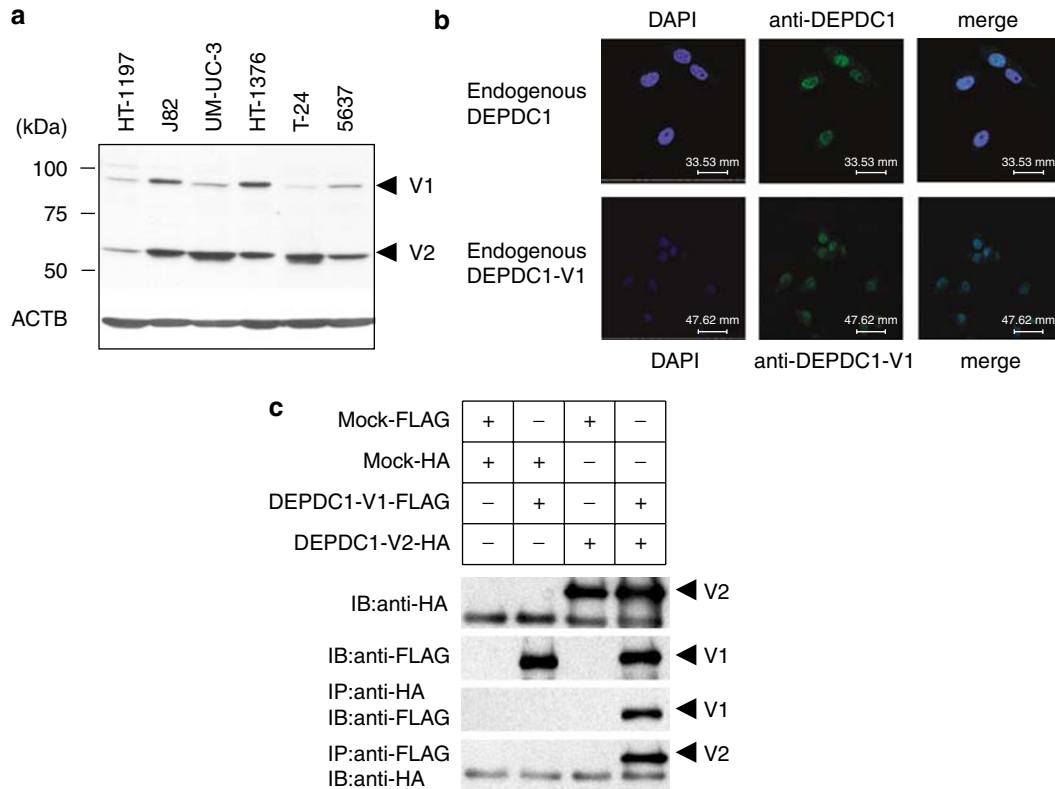 a
HT-1197
J82
UM-UC-3
HT-1376
T-24
5637
(kDa)
100
75
50
V1
V2
ACTB
b
DAPI anti-DEPDC1 merge
Endogenous
DEPDC1
33.53 mm 33.53 mm 33.53 mm
Endogenous
DEPDC1-V1
47.62 mm 47.62 mm 47.62 mm
DAPI anti-DEPDC1-V1 merge
c
Mock-FLAG + – + –
Mock-HA + + – –
DEPDC1-V1-FLAG – + – +
DEPDC1-V2-HA – – + +
IB:anti-HA V2
IB:anti-FLAG V1
IP:anti-HA
IB:anti-FLAG V1
IP:anti-FLAG V2
IB:anti-HA